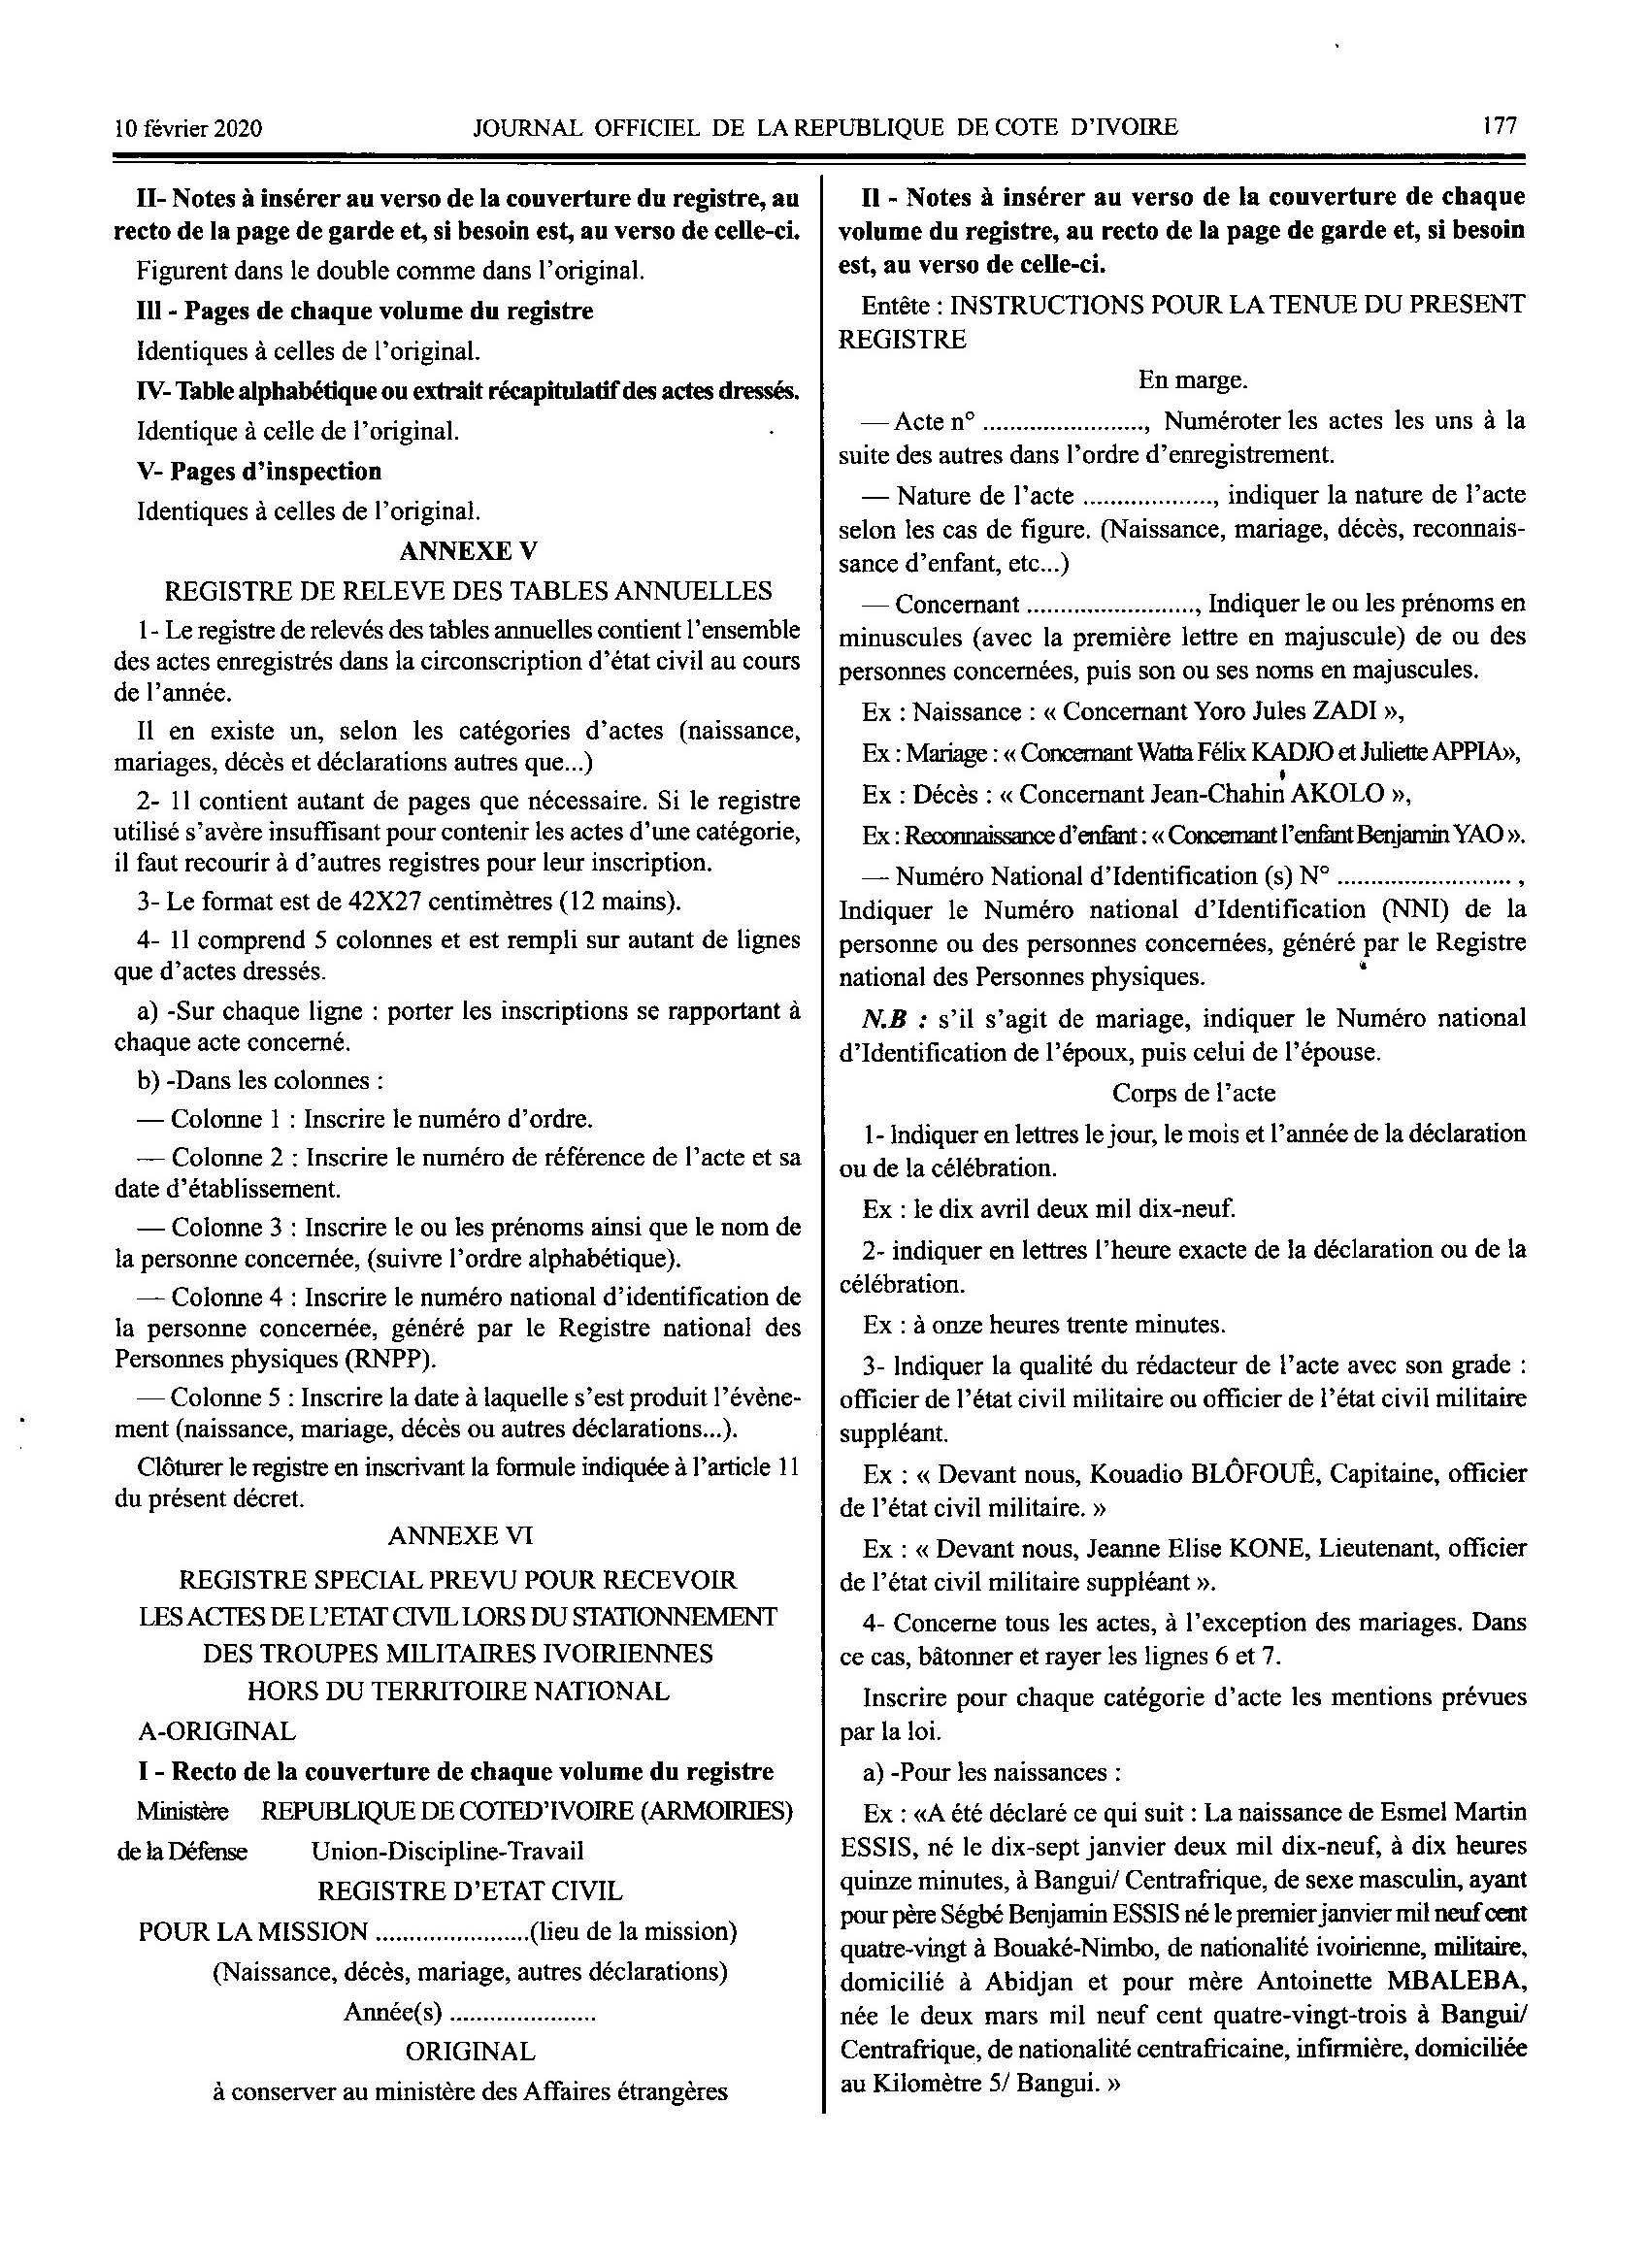 10 février 2020
JOURNAL OFFICIEL DE LA REPUBLIQUE DE COTE D'IVOIRE
177
II- Notes à insérer au verso de la couverture du registre, au
recto de la page de garde et, si besoin est, au verso de celle-ci.
Figurent dans le double comme dans l'original.
III - Pages de chaque volume du registre
Identiques à celles de l'original.
IV- Table alphabétique ou extrait récapitulatif des actes dressés.
Identique à celle de l'original.
V- Pages d'inspection
Identiques à celles de l'original.
ANNEXE V
REGISTRE DE RELEVE DES TABLES ANNUELLES
1- Le registre de relevés des tables annuelles contient l'ensemble
des actes enregistrés dans la circonscription d'état civil au cours
de l'année.
Il en existe un, selon les catégories d'actes (naissance,
mariages, décès et déclarations autres que...)
2- Il contient autant de pages que nécessaire. Si le registre
utilisé s'avère insuffisant pour contenir les actes d'une catégorie,
il faut recourir à d'autres registres pour leur inscription.
3- Le format est de 42X27 centimètres (12 mains).
4- Il comprend 5 colonnes et est rempli sur autant de lignes
que d'actes dressés.
a) -Sur chaque ligne : porter les inscriptions se rapportant à
chaque acte concerné.
b) -Dans les colonnes :
— Colonne 1 : Inscrire le numéro d'ordre.
— Colonne 2 : Inscrire le numéro de référence de l'acte et sa
date d'établissement.
— Colonne 3 : Inscrire le ou les prénoms ainsi que le nom de
la personne concernée, (suivre l'ordre alphabétique).
— Colonne 4 : Inscrire le numéro national d'identification de
la personne concernée, généré par le Registre national des
Personnes physiques (RNPP).
— Colonne 5 : Inscrire la date à laquelle s'est produit l'évène-
ment (naissance, mariage, décès ou autres déclarations...).
Clôturer le registre en inscrivant la formule indiquée à l'article 11
du présent décret.
ANNEXE VI
REGISTRE SPECIAL PREVU POUR RECEVOIR
LES ACTES DE L'ETAT CIVIL LORS DU STATIONNEMENT
DES TROUPES MILITAIRES IVOIRIENNES
HORS DU TERRITOIRE NATIONAL
A-ORIGINAL
I - Recto de la couverture de chaque volume du registre
Ministère REPUBLIQUE DE COTED'IVOIRE (ARMOIRIES)
de la Défense Union-Discipline-Travail
REGISTRE D'ETAT CIVIL
POUR LA MISSION .......................(lieu de la mission)
(Naissance, décès, mariage, autres déclarations)
Année(s) ......................
ORIGINAL
à conserver au ministère des Affaires étrangères
II - Notes à insérer au verso de la couverture de chaque
volume du registre, au recto de la page de garde et, si besoin
est, au verso de celle-ci.
Entête : INSTRUCTIONS POUR LA TENUE DU PRESENT
REGISTRE
En marge.
— Acte n° ........................, Numéroter les actes les uns à la
suite des autres dans l'ordre d'enregistrement.
— Nature de l'acte ..................., indiquer la nature de l'acte
selon les cas de figure. (Naissance, mariage, décès, reconnais-
sance d'enfant, etc...)
— Concernant ........................., Indiquer le ou les prénoms en
minuscules (avec la première lettre en majuscule) de ou des
personnes concernées, puis son ou ses noms en majuscules.
Ex : Naissance : « Concernant Yoro Jules ZADI »,
Ex : Mariage : « Concernant Watta Félix KADJO et Juliette APPIA»,
Ex : Décès : « Concernant Jean-Chahin AKOLO »,
Ex : Reconnaissance d'enfant : « Concernant l'enfant Benjamin YAO ».
— Numéro National d'Identification (s) N° .......................... ,
Indiquer le Numéro national d'Identification (NNI) de la
personne ou des personnes concernées, généré par le Registre
national des Personnes physiques.
N.B : s'il s'agit de mariage, indiquer le Numéro national
d'Identification de l'époux, puis celui de l'épouse.
Corps de l'acte
1- Indiquer en lettres le jour, le mois et l'année de la déclaration
ou de la célébration.
Ex : le dix avril deux mil dix-neuf.
2- indiquer en lettres l'heure exacte de la déclaration ou de la
célébration.
Ex : à onze heures trente minutes.
3- Indiquer la qualité du rédacteur de l'acte avec son grade :
officier de l'état civil militaire ou officier de l'état civil militaire
suppléant.
Ex : « Devant nous, Kouadio BLÔFOUÊ, Capitaine, officier
de l'état civil militaire. »
Ex : « Devant nous, Jeanne Elise KONE, Lieutenant, officier
de l'état civil militaire suppléant ».
4- Concerne tous les actes, à l'exception des mariages. Dans
ce cas, bâtonner et rayer les lignes 6 et 7.
Inscrire pour chaque catégorie d'acte les mentions prévues
par la loi.
a) -Pour les naissances :
Ex : «A été déclaré ce qui suit : La naissance de Esmel Martin
ESSIS, né le dix-sept janvier deux mil dix-neuf, à dix heures
quinze minutes, à Bangui/ Centrafrique, de sexe masculin, ayant
pour père Ségbé Benjamin ESSIS né le premier janvier mil neuf cent
quatre-vingt à Bouaké-Nimbo, de nationalité ivoirienne, militaire,
domicilié à Abidjan et pour mère Antoinette MBALEBA,
née le deux mars mil neuf cent quatre-vingt-trois à Bangui/
Centrafrique, de nationalité centrafricaine, infirmière, domiciliée
au Kilomètre 5/ Bangui. »